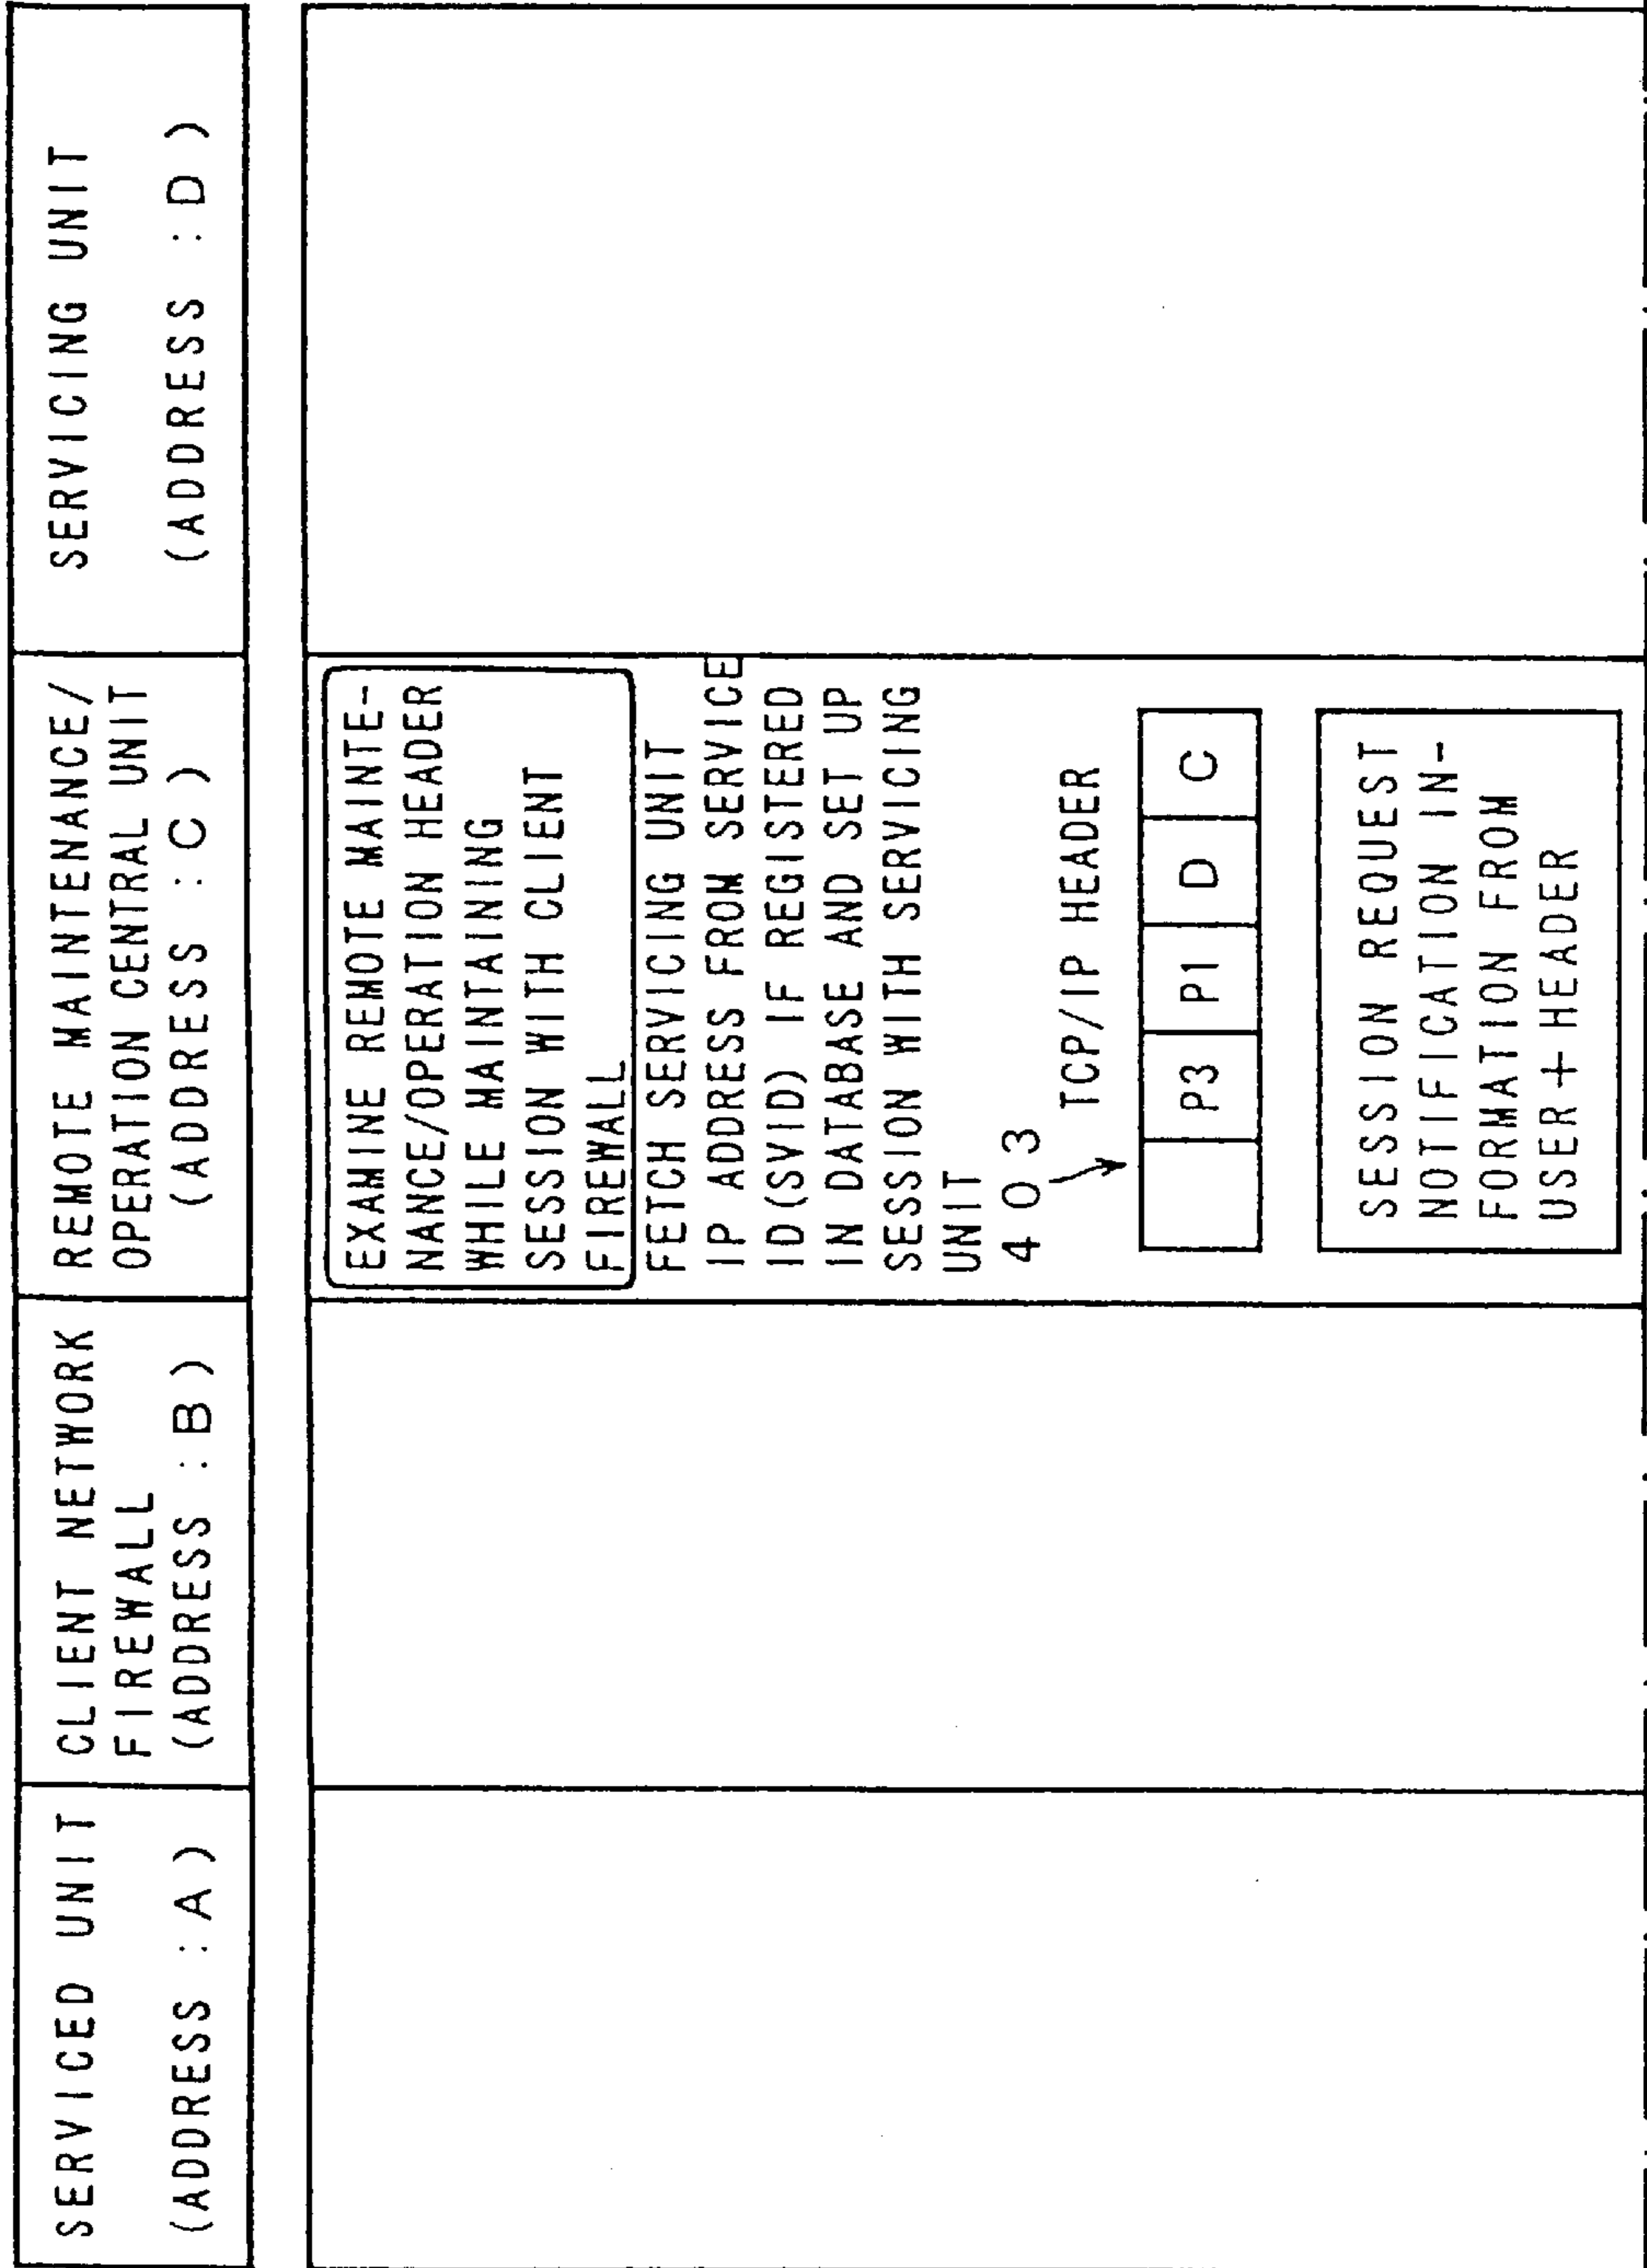 SERVICED UNIT
(ADDRESS : A)
CLIENT NETWORK
FIREWALL
(ADDRESS : B)
REMOTE MAINTENANCE/
OPERATION CENTRAL UNIT
(ADDRESS : C)
SERVICING UNIT
(ADDRESS : D)
EXAMINE REMOTE MAINTE-
NANCE/OPERATION HEADER
WHILE MAINTAINING
SESSION WITH CLIENT
FIREWALL
FETCH SERVICING UNIT
IP ADDRESS FROM SERVICE
ID(SVID) IF REGISTERED
IN DATABASE AND SET UP
SESSION WITH SERVICING
UNIT
403
TCP/IP HEADER
P3 P1 D C
SESSION REQUEST
NOTIFICATION IN-
FORMATION FROM
USER + HEADER